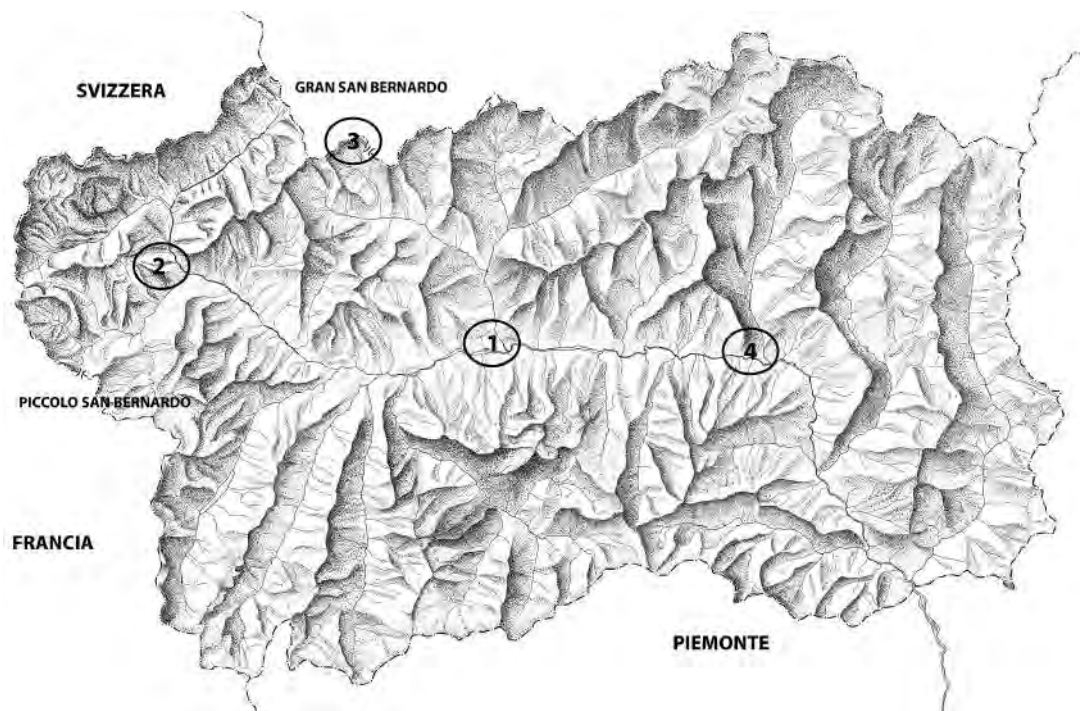 SVIZZERA
GRAN SAN BERNARDO
3
2
1
4
PICCOLO SAN BERNARDO
FRANCIA
PIEMONTE